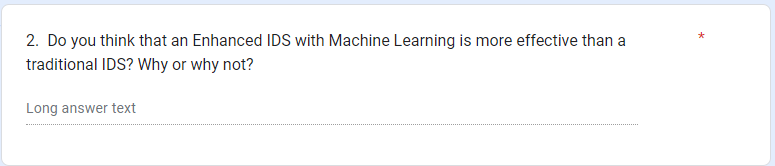 2.  Do you think that an Enhanced IDS with Machine Learning is more effective than a
traditional IDS? Why or why not?
*
Long answer text